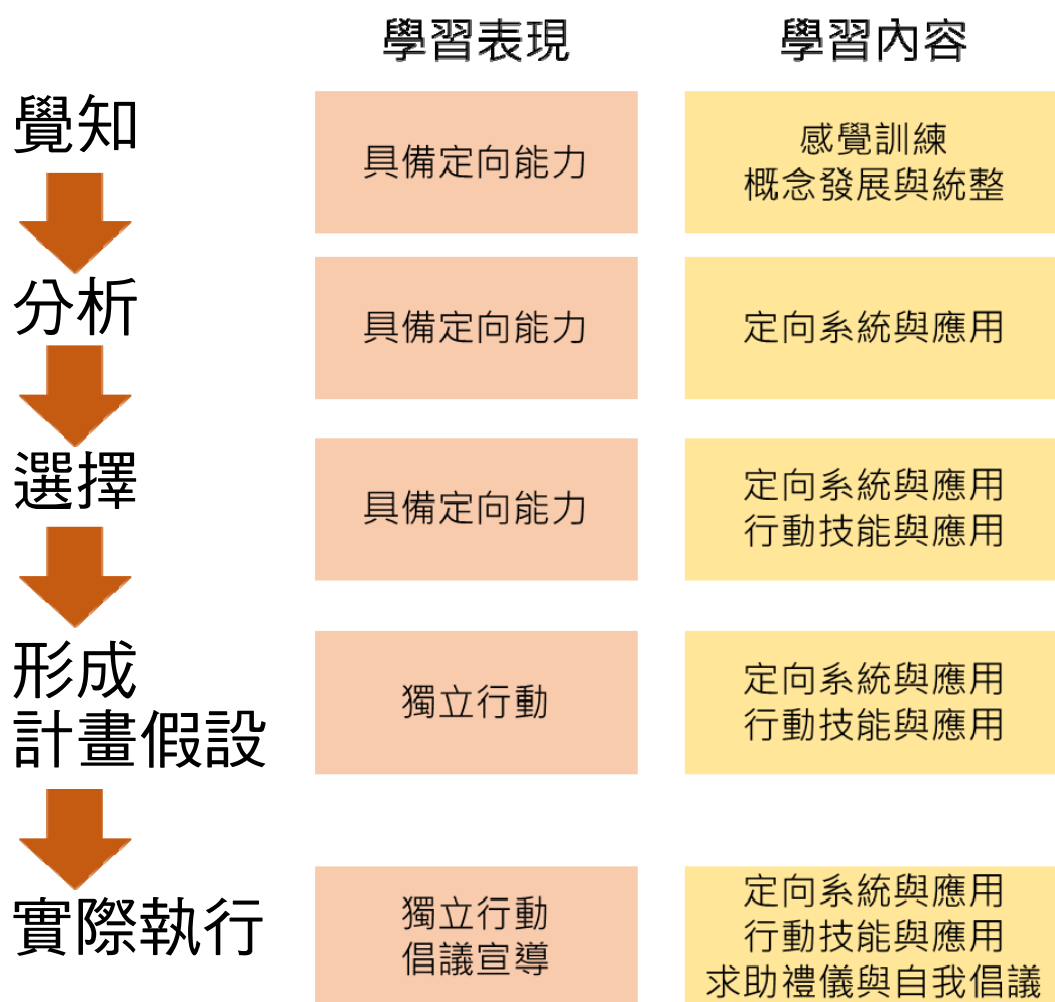 學習表現
學習內容
覺知
具備定向能力
感覺訓練
概念發展與統整
分析
具備定向能力
定向系統與應用
選擇
具備定向能力
定向系統與應用
行動技能與應用
形成
計畫假設
獨立行動
定向系統與應用
行動技能與應用
實際執行
獨立行動
倡議宣導
定向系統與應用
行動技能與應用
求助禮儀與自我倡議